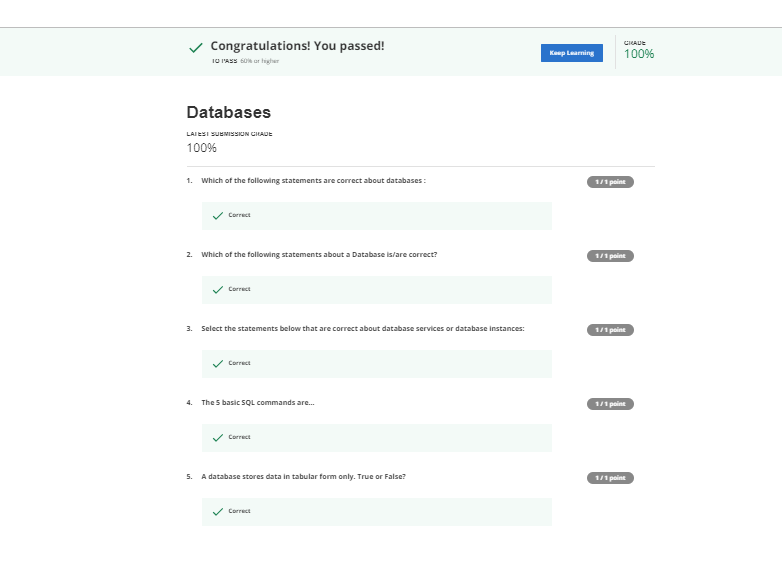 Congratulations! You passed!
TO PASS 60% or higher
Keep Learning
GRADE
100%
Databases
LATEST SUBMISSION GRADE
100%
1. Which of the following statements are correct about databases :
1 / 1 point
Correct
2. Which of the following statements about a Database is/are correct?
1 / 1 point
Correct
3. Select the statements below that are correct about database services or database instances:
1 / 1 point
Correct
4. The 5 basic SQL commands are...
1 / 1 point
Correct
5. A database stores data in tabular form only. True or False?
1 / 1 point
Correct